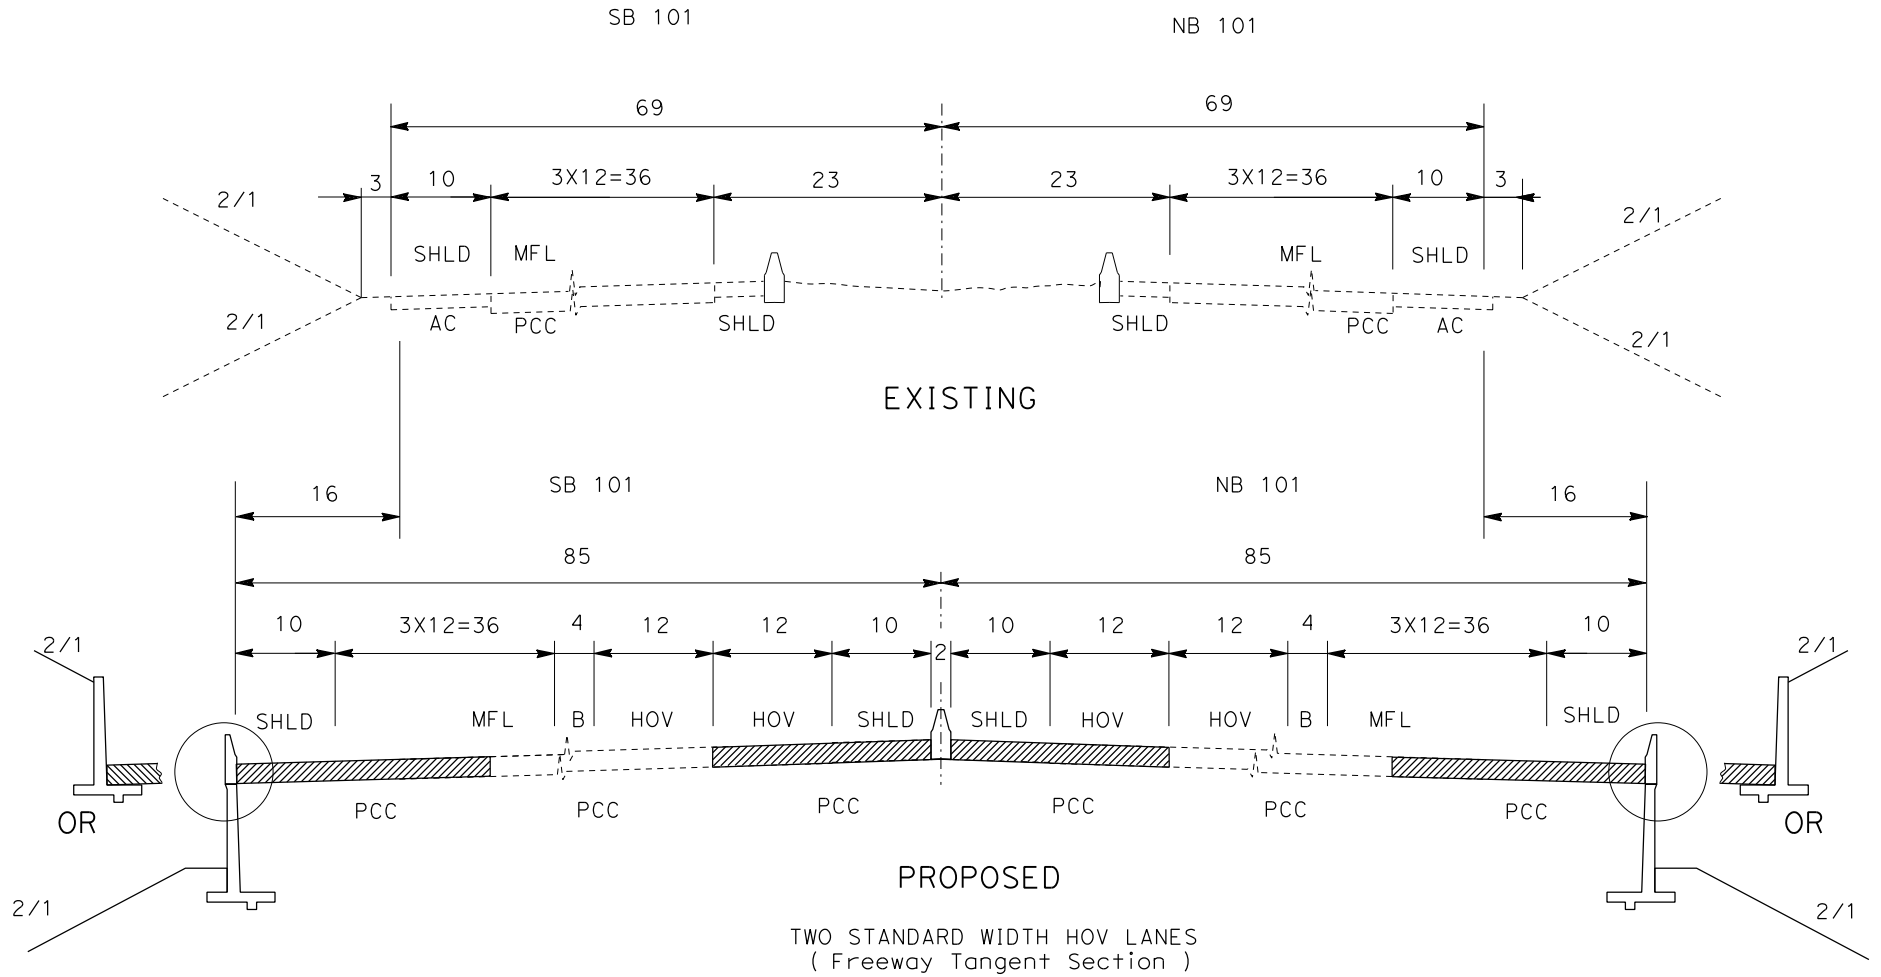 SB 101
NB 101
69
69
3
10
3X12=36
23
23
3X12=36
10
3
2/1
2/1
SHLD
MFL
MFL
SHLD
2/1
AC
PCC
SHLD
SHLD
PCC
AC
2/1
EXISTING
SB 101
NB 101
16
16
85
85
10
3X12=36
4
12
12
10
2
10
12
12
4
3X12=36
10
2/1
2/1
SHLD
MFL
B
HOV
HOV
SHLD
SHLD
HOV
HOV
B
MFL
SHLD
PCC
PCC
PCC
PCC
PCC
PCC
OR
OR
PROPOSED
2/1
2/1
TWO STANDARD WIDTH HOV LANES
( Freeway Tangent Section )